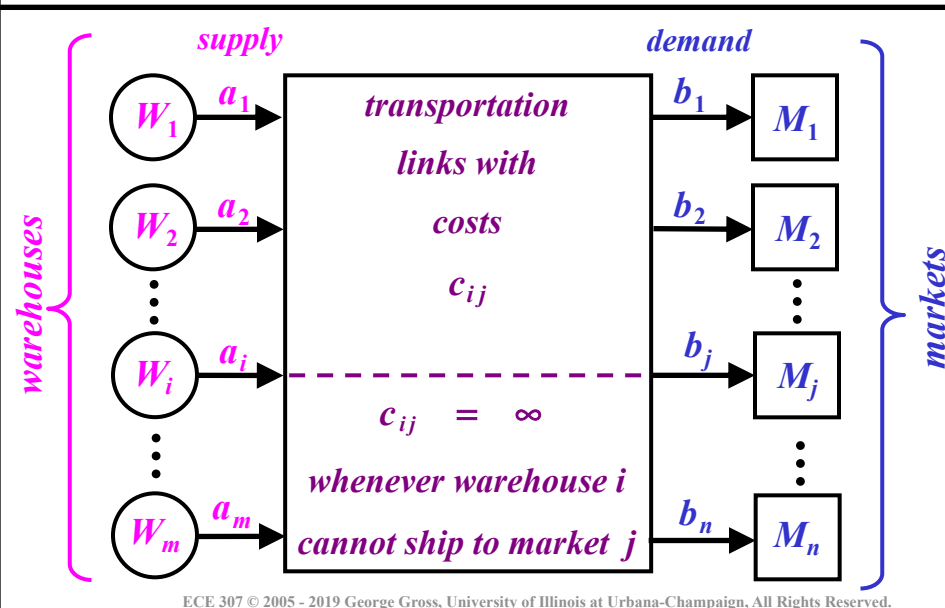 supply
demand
warehouses
W1
a1
W2
a2
Wi
ai
Wm
am
transportation
links with
costs
cij
cij = ∞
whenever warehouse i
cannot ship to market j
b1
M1
b2
M2
bj
Mj
bn
Mn
markets
ECE 307 © 2005 - 2019 George Gross, University of Illinois at Urbana-Champaign, All Rights Reserved.